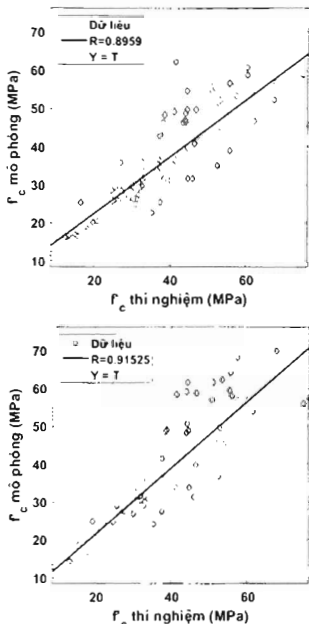 70
60
50
40
30
20
10
f'c mô phỏng (MPa)
Dữ liệu
R=0.8959
Y = T
20 40 60
f'c thí nghiệm (MPa)
70
60
50
40
30
20
10
f'c mô phỏng (MPa)
Dữ liệu
R=0.91525
Y = T
20 40 60
f'c thí nghiệm (MPa)